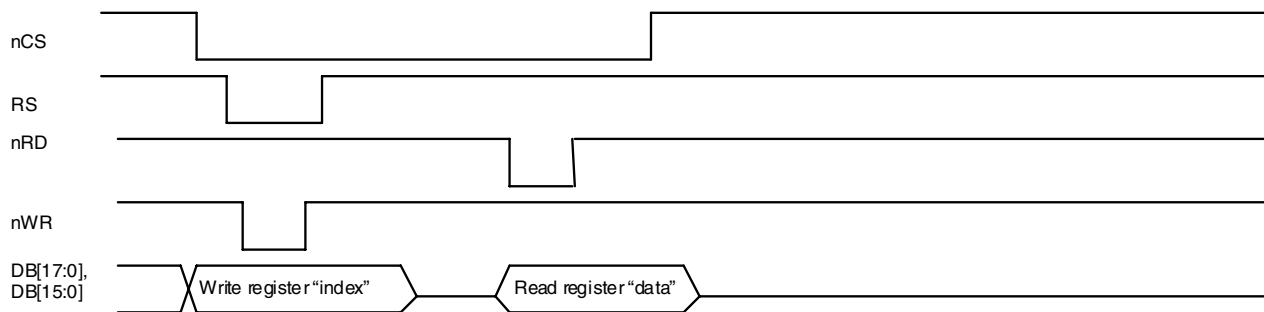 nCS
RS
nRD
nWR
DB[17:0],
DB[15:0]
Write register “index”
Read register “data”